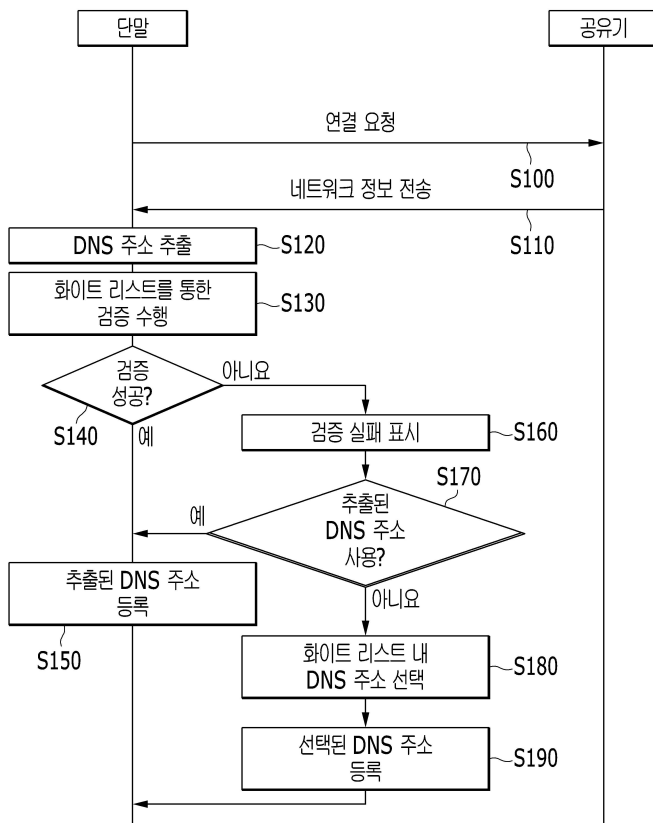 단말
공유기
연결 요청
S100
네트워크 정보 전송
S110
DNS 주소 추출
S120
화이트 리스트를 통한
검증 수행
S130
검증
성공?
아니요
S140
예
검증 실패 표시
S160
S170
추출된
DNS 주소
사용?
예
추출된 DNS 주소
등록
아니요
S150
화이트 리스트 내
DNS 주소 선택
S180
선택된 DNS 주소
등록
S190